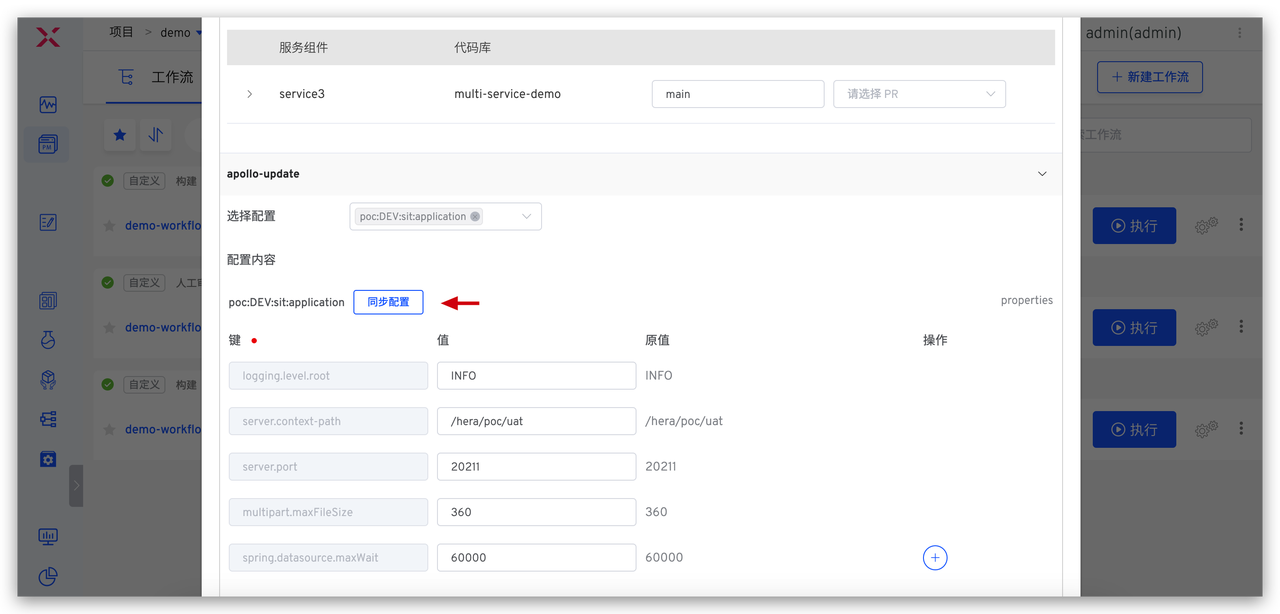 项目 > demo
admin(admin)
工作流
新建工作流
服务组件 代码库
service3 multi-service-demo main 请选择 PR
工作流
apollo-update
自定义 构建
选择配置 poc:DEV:sit:application
demo-workflo
执行
配置内容
自定义
poc:DEV:sit:application 同步配置 properties
demo-workflo
执行
键 值 原值 操作
logging.level.root INFO INFO
自定义 构建
server.context-path /hera/poc/uat /hera/poc/uat
demo-workflo
执行
server.port 20211 20211
multipart.maxFileSize 360 360
spring.datasource.maxWait 60000 60000